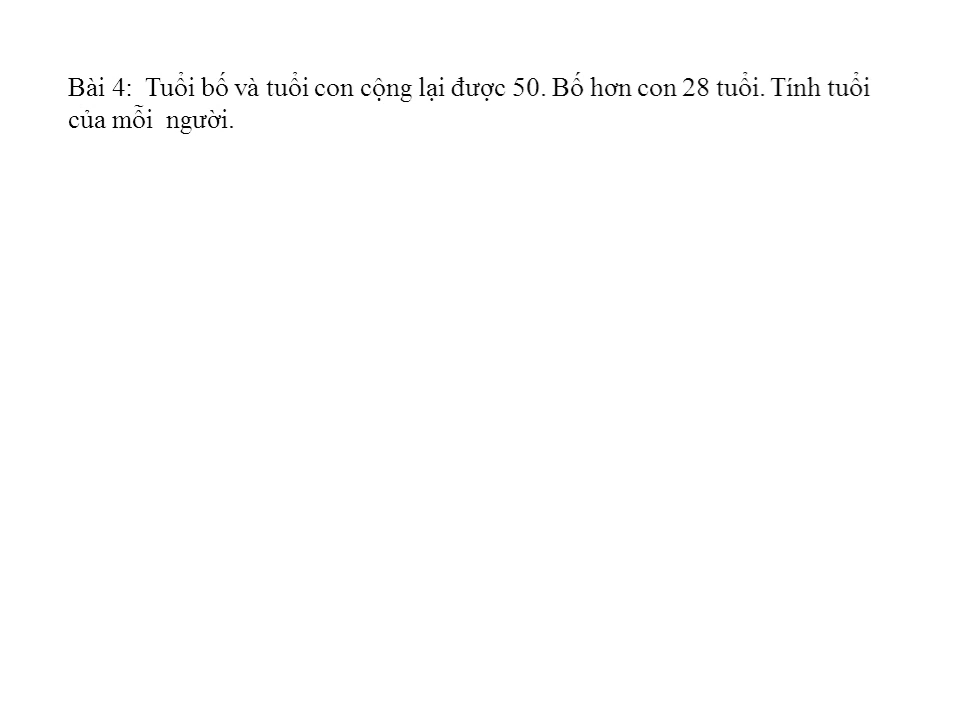 Bài 4:  Tuổi bố và tuổi con cộng lại được 50. Bố hơn con 28 tuổi. Tính tuổi
của mỗi  người.